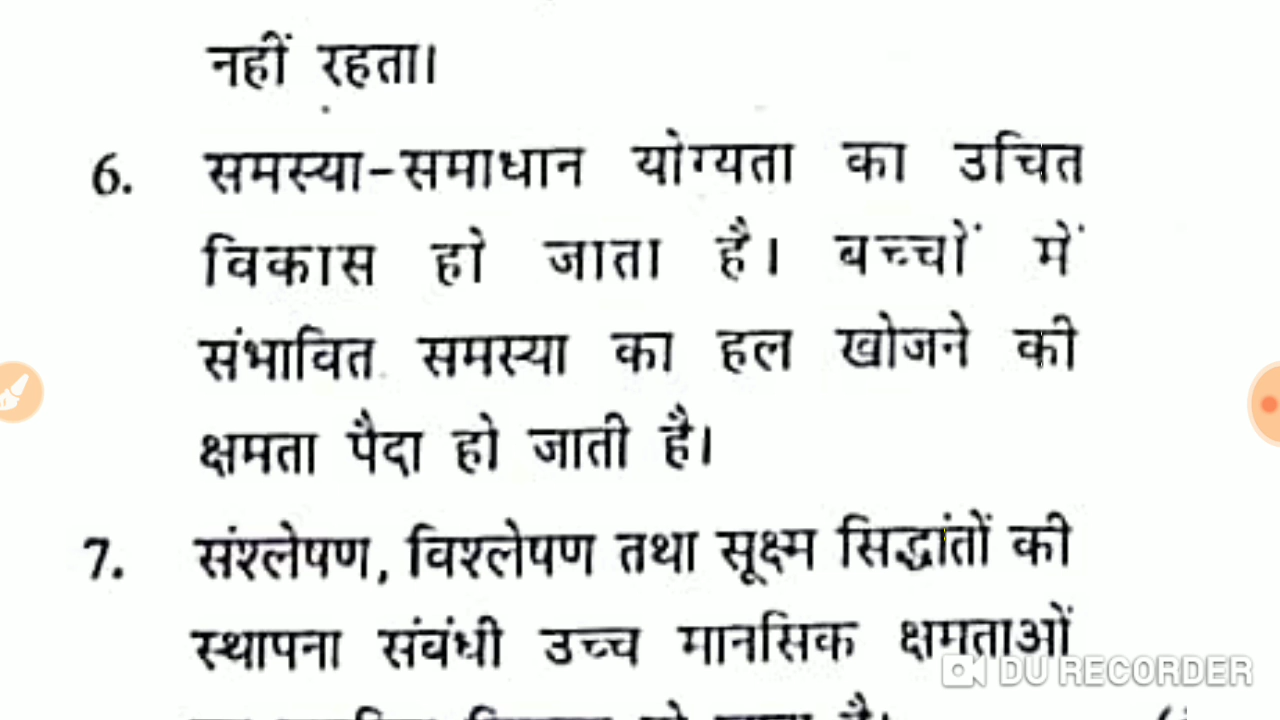 नहीं रहता।
6. समस्या-समाधान योग्यता का उचित
विकास हो जाता है। बच्चों में
संभावित समस्या का हल खोजने की
क्षमता पैदा हो जाती है।
7. संश्लेषण, विश्लेषण तथा सूक्ष्म सिद्धांतों की
स्थापना संबंधी उच्च मानसिक क्षमताओं
DU RECORDER